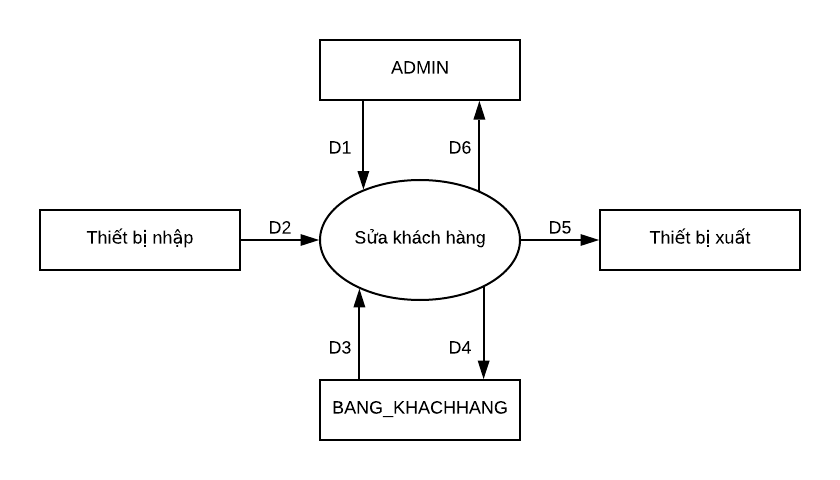 ADMIN
D1
D6
Thiết bị nhập
D2
Sửa khách hàng
D5
Thiết bị xuất
D3
D4
BANG_KHACHHANG